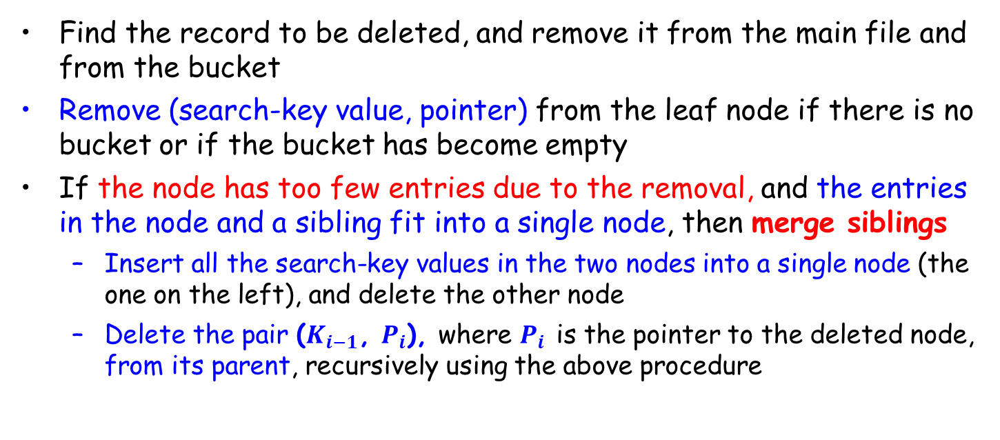 • Find the record to be deleted, and remove it from the main file and
from the bucket
• Remove (search-key value, pointer) from the leaf node if there is no
bucket or if the bucket has become empty
• If the node has too few entries due to the removal, and the entries
in the node and a sibling fit into a single node, then merge siblings
– Insert all the search-key values in the two nodes into a single node (the
one on the left), and delete the other node
– Delete the pair (K_{i−1}, P_i), where P_i is the pointer to the deleted node,
from its parent, recursively using the above procedure